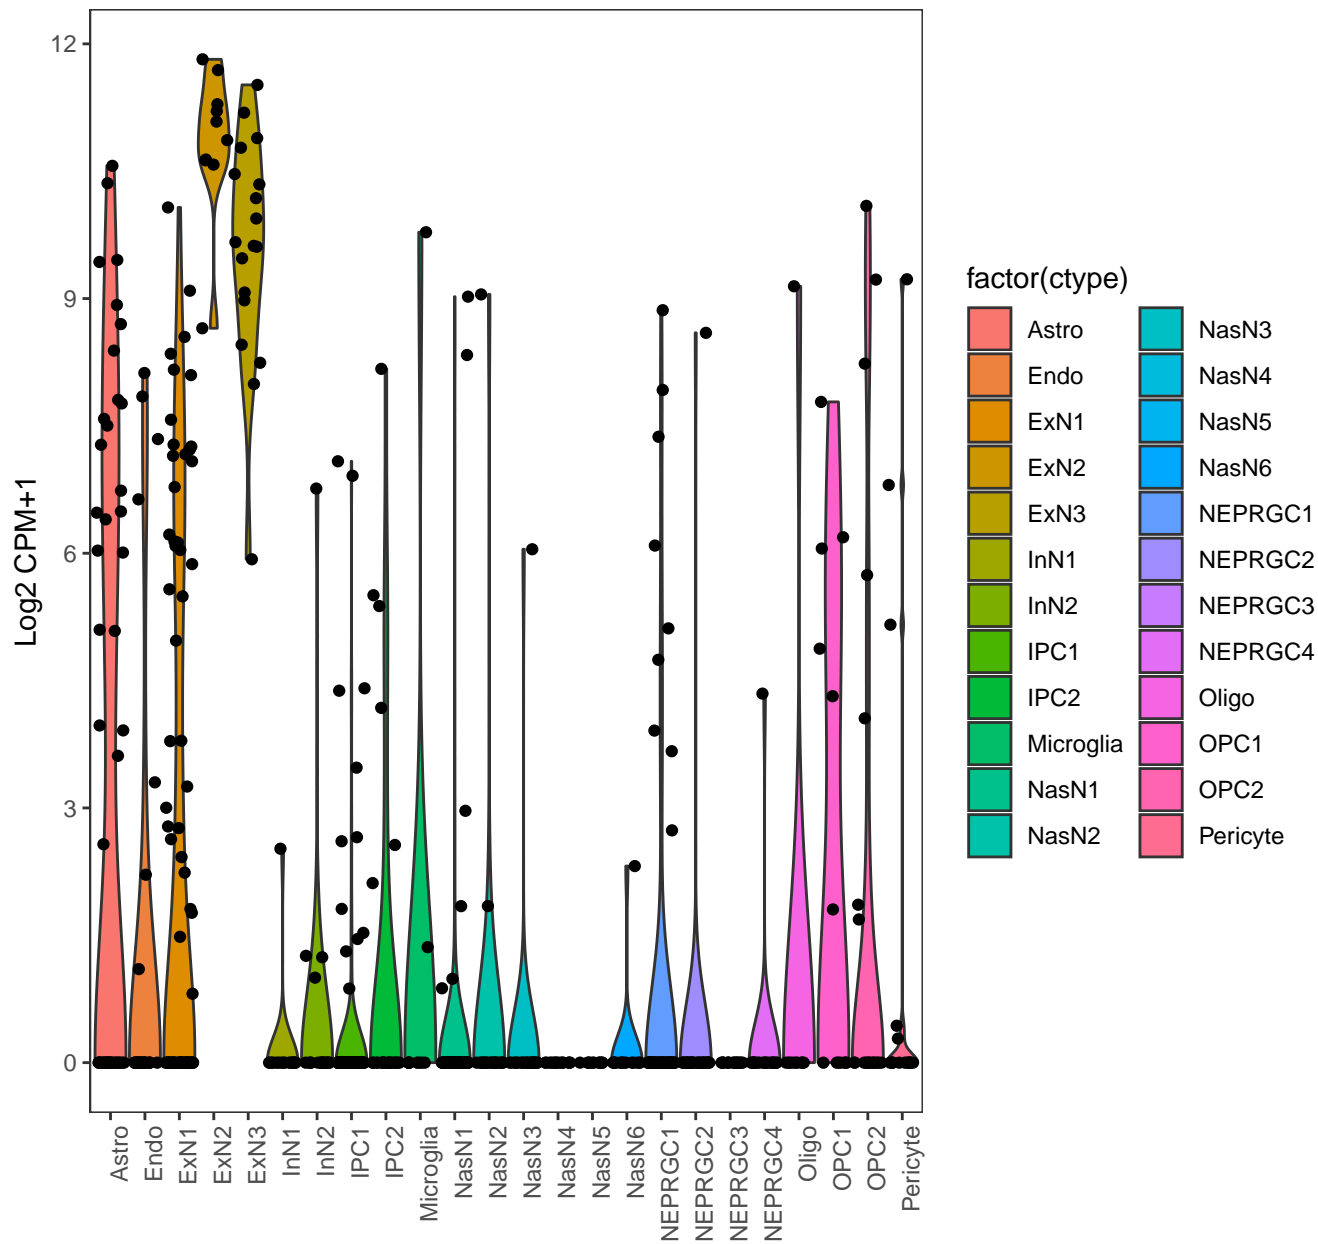 12
9
6
3
0
Log2 CPM+1
Astro
Endo
ExN1
ExN2
ExN3
InN1
InN2
IPC1
IPC2
Microglia
NasN1
NasN2
NasN3
NasN4
NasN5
NasN6
NEPRGC1
NEPRGC2
NEPRGC3
NEPRGC4
Oligo
OPC1
OPC2
Pericyte
factor(ctype)
Astro
Endo
ExN1
ExN2
ExN3
InN1
InN2
IPC1
IPC2
Microglia
NasN1
NasN2
NasN3
NasN4
NasN5
NasN6
NEPRGC1
NEPRGC2
NEPRGC3
NEPRGC4
Oligo
OPC1
OPC2
Pericyte